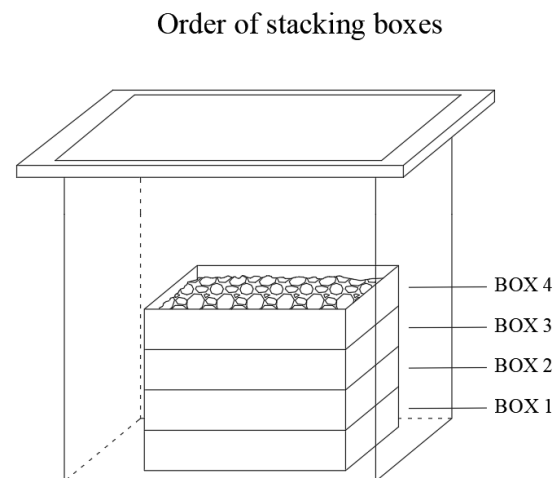 Order of stacking boxes
BOX 4
BOX 3
BOX 2
BOX 1